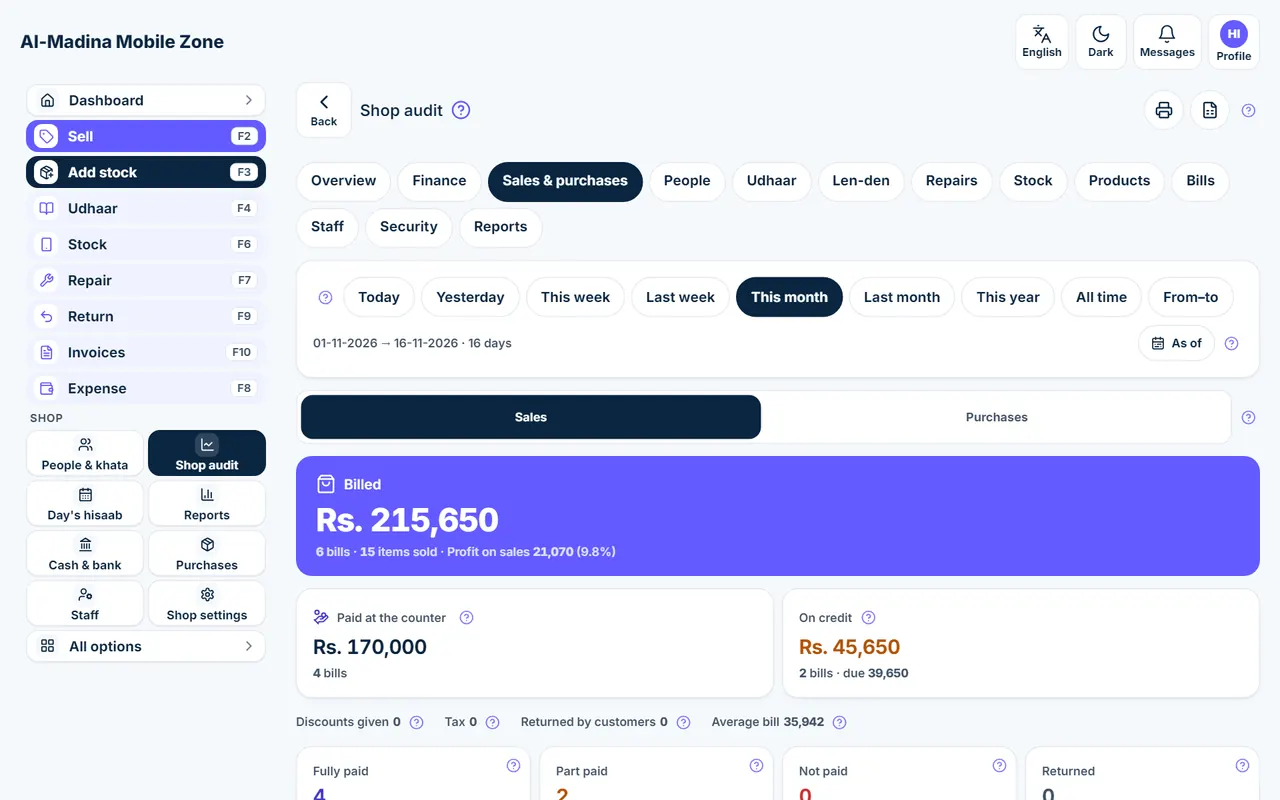 Al-Madina Mobile Zone
English
Dark
Messages
HI
Profile
Dashboard
Sell F2
Add stock F3
Udhaar F4
Stock F6
Repair F7
Return F9
Invoices F10
Expense F8
SHOP
People & khata
Shop audit
Day's hisaab
Reports
Cash & bank
Purchases
Staff
Shop settings
All options
Back
Shop audit ?
?
Overview Finance Sales & purchases People Udhaar Len-den Repairs Stock Products Bills
Staff Security Reports
? Today Yesterday This week Last week This month Last month This year All time From–to
01-11-2026 → 16-11-2026 · 16 days
As of ?
Sales Purchases ?
Billed
Rs. 215,650
6 bills · 15 items sold · Profit on sales 21,070 (9.8%)
Paid at the counter ?
Rs. 170,000
4 bills
On credit ?
Rs. 45,650
2 bills · due 39,650
Discounts given 0 ? Tax 0 ? Returned by customers 0 ? Average bill 35,942 ?
Fully paid ?
4
Part paid ?
2
Not paid ?
0
Returned ?
0